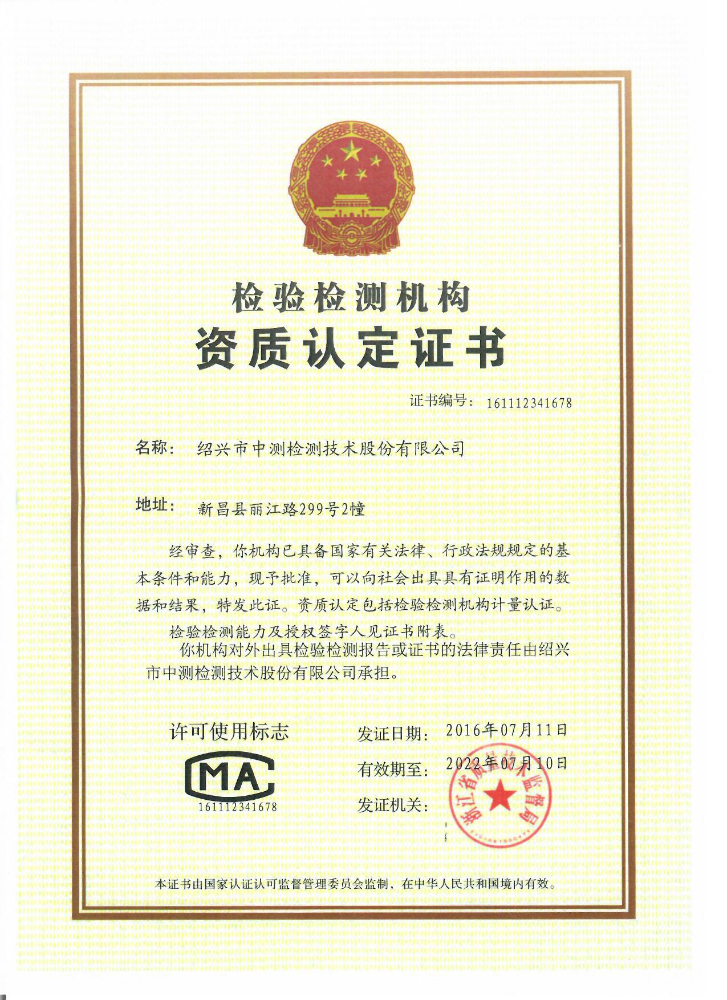 检验检测机构
资质认定证书
证书编号：161112341678
名称：绍兴市中测检测技术股份有限公司
地址：新昌县丽江路299号2幢
经审查，你机构已具备国家有关法律、行政法规规定的基
本条件和能力，现予批准，可以向社会出具具有证明作用的数
据和结果，特发此证。资质认定包括检验检测机构计量认证。
检验检测能力及授权签字人见证书附表。
你机构对外出具检验检测报告或证书的法律责任由绍兴
市中测检测技术股份有限公司承担。
许可使用标志
MA
161112341678
发证日期：2016年07月11日
有效期至：2022年07月10日
发证机关：
浙江省质量技术监督局
本证书由国家认证认可监督管理委员会监制，在中华人民共和国境内有效。